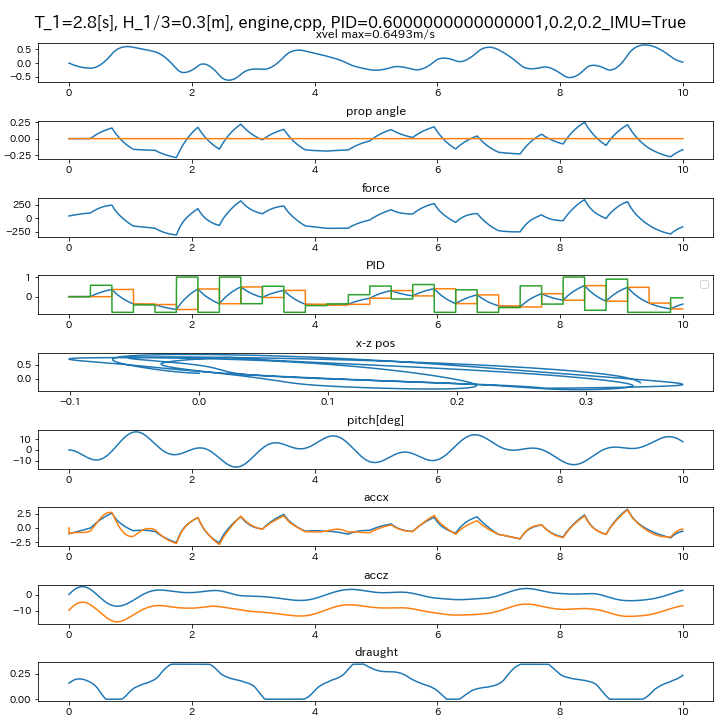 T_1=2.8[s], H_1/3=0.3[m], engine,cpp, PID=0.6000000000000001,0.2,0.2_IMU=True
xvel max=0.6493m/s
0.5
0.0
−0.5
0 2 4 6 8 10
prop angle
0.25
0.00
−0.25
0 2 4 6 8 10
force
250
0
−250
0 2 4 6 8 10
PID
1
0
0 2 4 6 8 10
x-z pos
0.5
0.0
−0.1 0.0 0.1 0.2 0.3
pitch[deg]
10
0
−10
0 2 4 6 8 10
accx
2.5
0.0
−2.5
0 2 4 6 8 10
accz
0
−10
0 2 4 6 8 10
draught
0.25
0.00
0 2 4 6 8 10